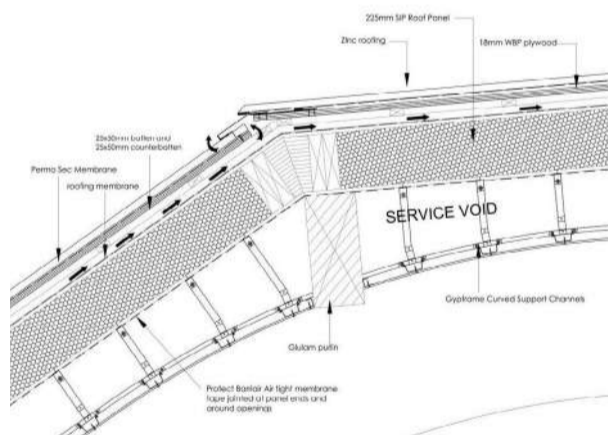 225mm SIP Roof Panel
Zinc roofing
18mm WBP plywood
25x50mm batten and
25x50mm counterbatten
Perma Sec Membrane
roofing membrane
SERVICE VOID
Gypframe Curved Support Channels
Glulam purlin
Protect Barriair Air tight membrane
tape jointed at panel ends and
around openings